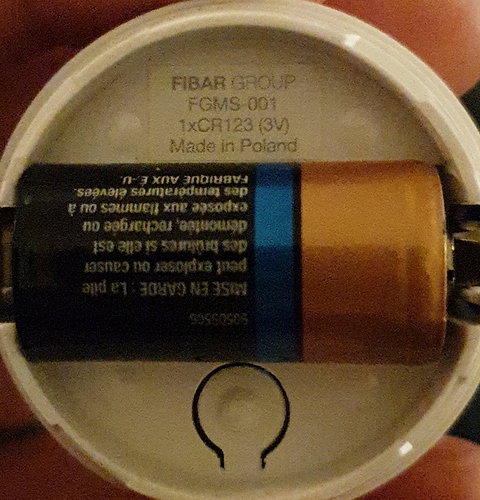 FIBAR GROUP
FGMS-001
1xCR123 (3V)
Made in Poland
90505505
MISE EN GARDE : La pile
peut exploser ou causer
des brûlures si elle est
démontée, rechargée ou
exposée aux flammes ou à
des températures élevées.
FABRIQUÉ AUX É.-U.